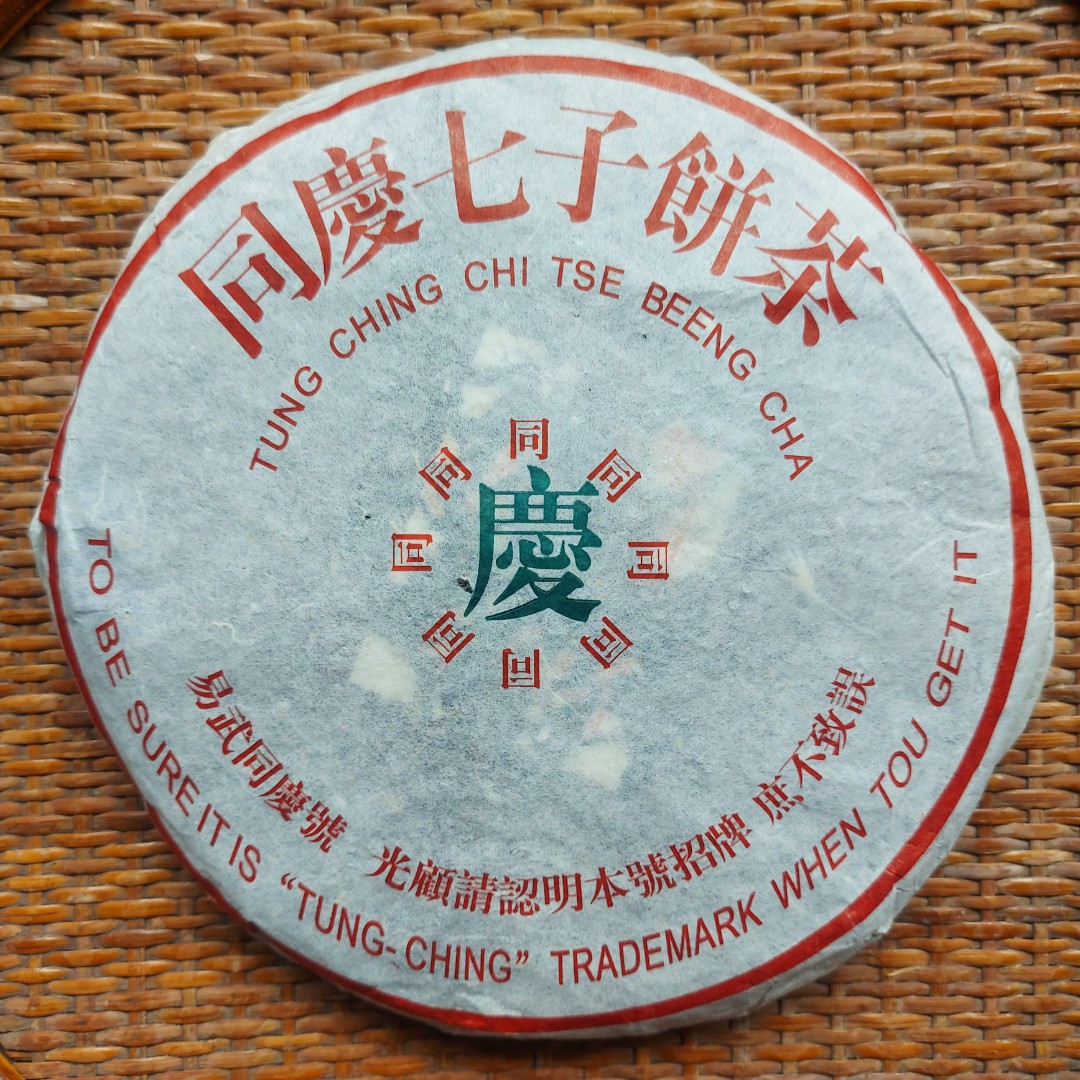 同慶七子餅茶
TUNG CHING CHI TSE BEENG CHA
同同同同同同同同
慶
易武同慶號 光顧請認明本號招牌 庶不致誤
TO BE SURE IT IS “TUNG-CHING” TRADEMARK WHEN TOU GET IT